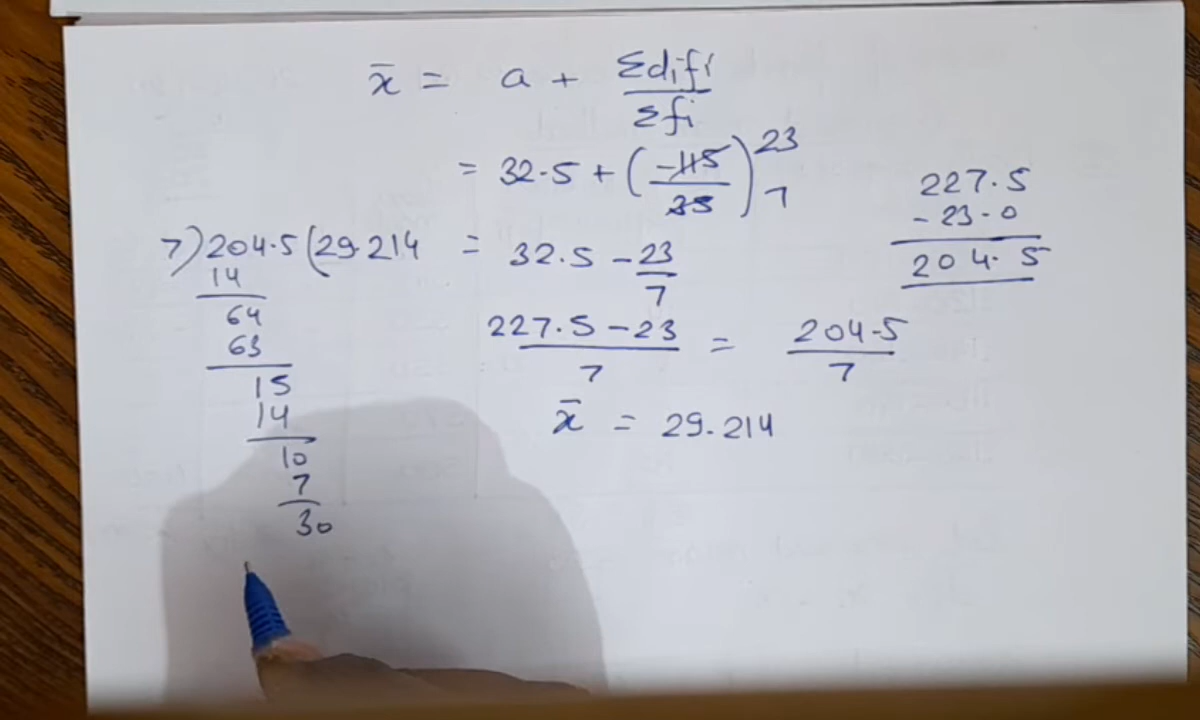 x̄ = a + Σdifi / Σfi
= 32.5 + (-115 / 35) 23 / 7
= 32.5 - 23 / 7
227.5 - 23 / 7 = 204.5 / 7
x̄ = 29.214
7)204.5(29.214
14
64
63
15
14
10
7
30
227.5
- 23.0
204.5